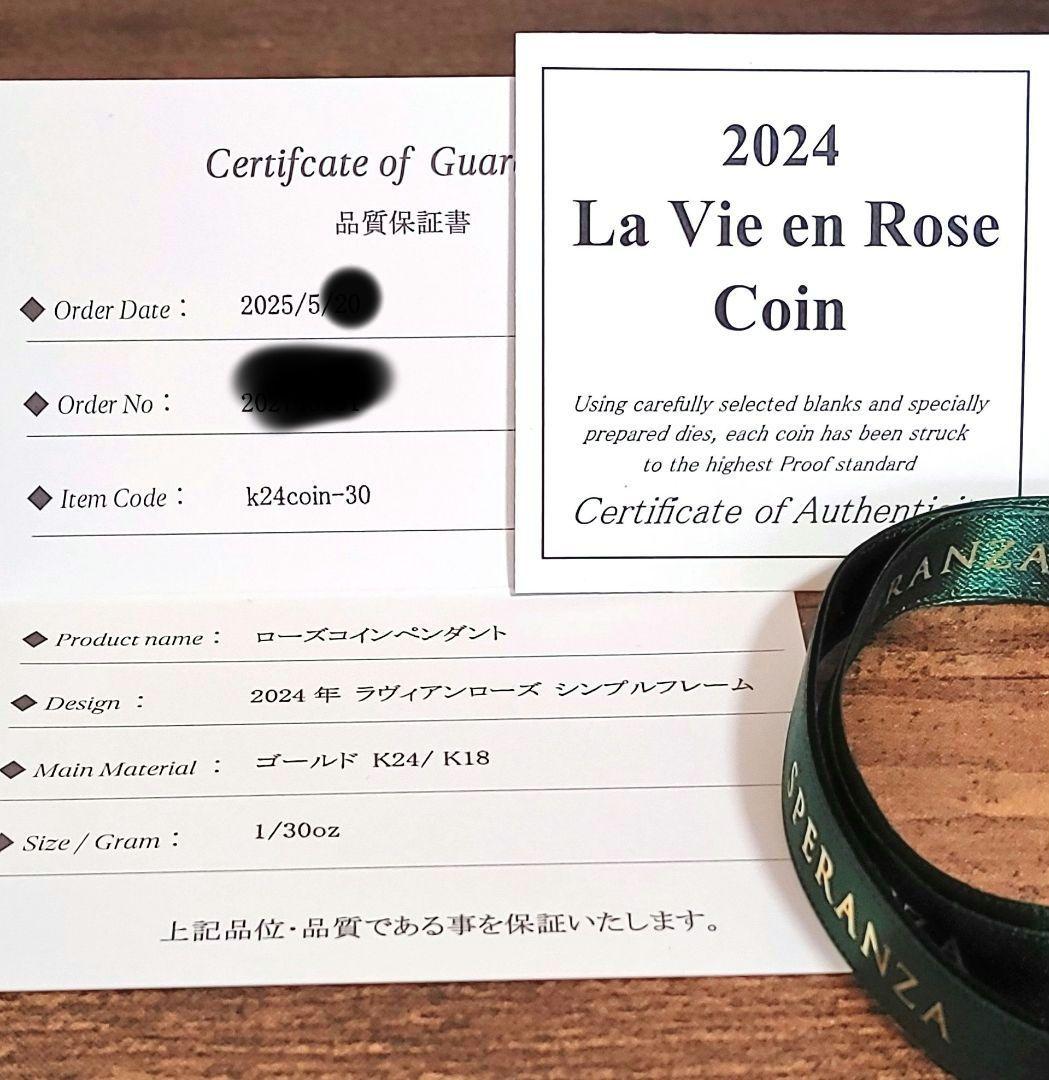 Certifcate of Guar
品質保証書
Order Date：2025/5/20
Order No：
Item Code：k24coin-30
Product name：ローズコインペンダント
Design：2024 年 ラヴィアンローズ シンプルフレーム
Main Material：ゴールド K24/ K18
Size / Gram：1/30oz
上記品位・品質である事を保証いたします。
2024
La Vie en Rose
Coin
Using carefully selected blanks and specially
prepared dies, each coin has been struck
to the highest Proof standard
Certificate of Authentici
RANZA
SPERANZA